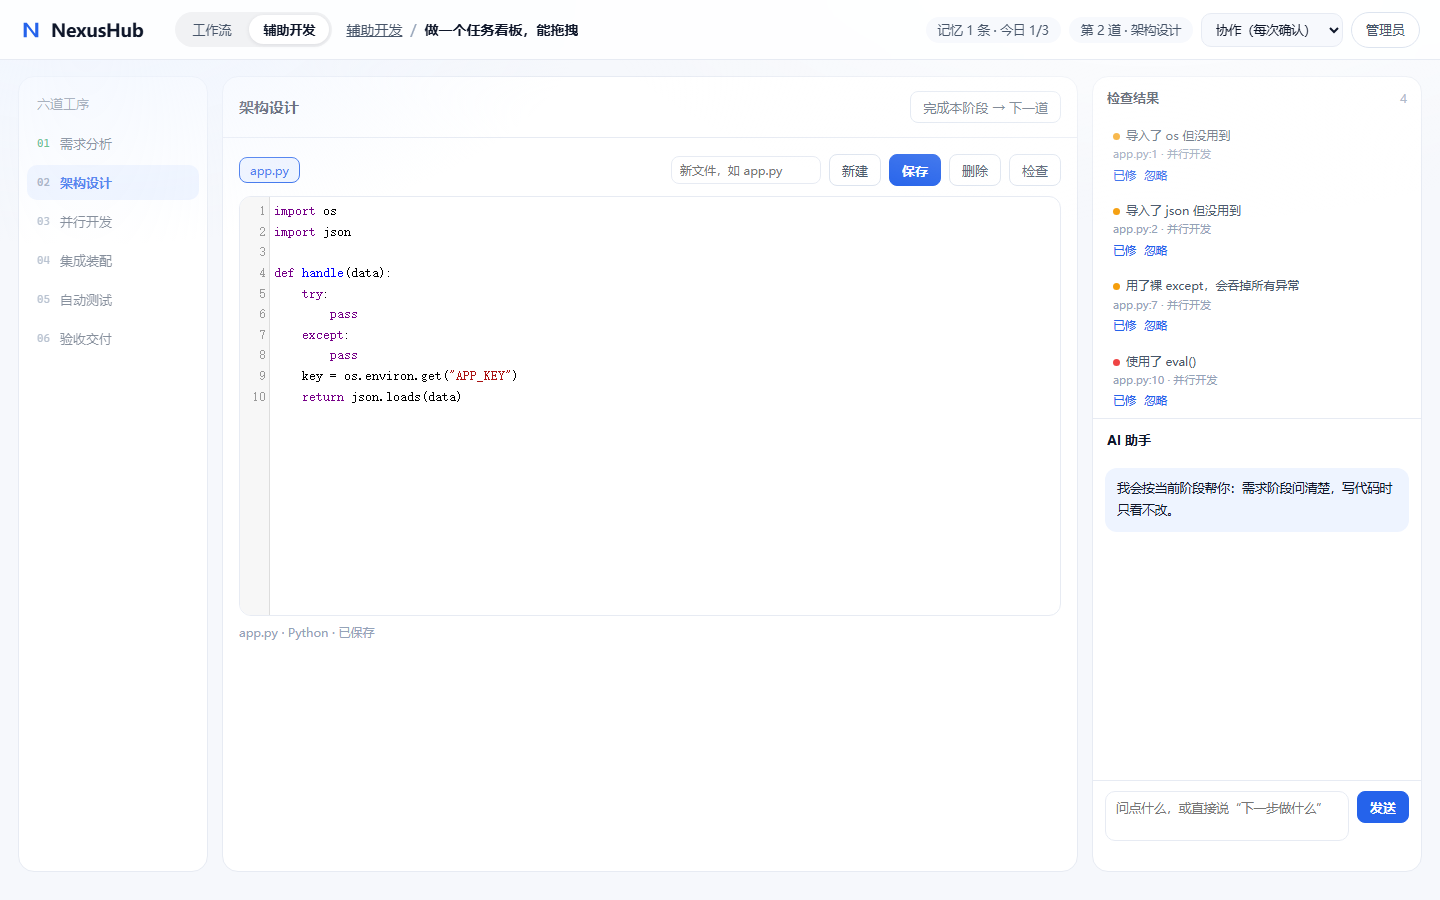 NexusHub
工作流
辅助开发
辅助开发 / 做一个任务看板，能拖拽
记忆 1 条 · 今日 1/3
第 2 道 · 架构设计
协作（每次确认）
管理员
六道工序
01 需求分析
02 架构设计
03 并行开发
04 集成装配
05 自动测试
06 验收交付
架构设计
完成本阶段 → 下一道
app.py
新文件，如 app.py
新建
保存
删除
检查
1 import os
2 import json
3
4 def handle(data):
5     try:
6         pass
7     except:
8         pass
9     key = os.environ.get("APP_KEY")
10     return json.loads(data)
app.py · Python · 已保存
检查结果 4
导入了 os 但没用到
app.py:1 · 并行开发
已修 忽略
导入了 json 但没用到
app.py:2 · 并行开发
已修 忽略
用了裸 except，会吞掉所有异常
app.py:7 · 并行开发
已修 忽略
使用了 eval()
app.py:10 · 并行开发
已修 忽略
AI 助手
我会按当前阶段帮你：需求阶段问清楚，写代码时
只看不改。
问点什么，或直接说“下一步做什么”
发送